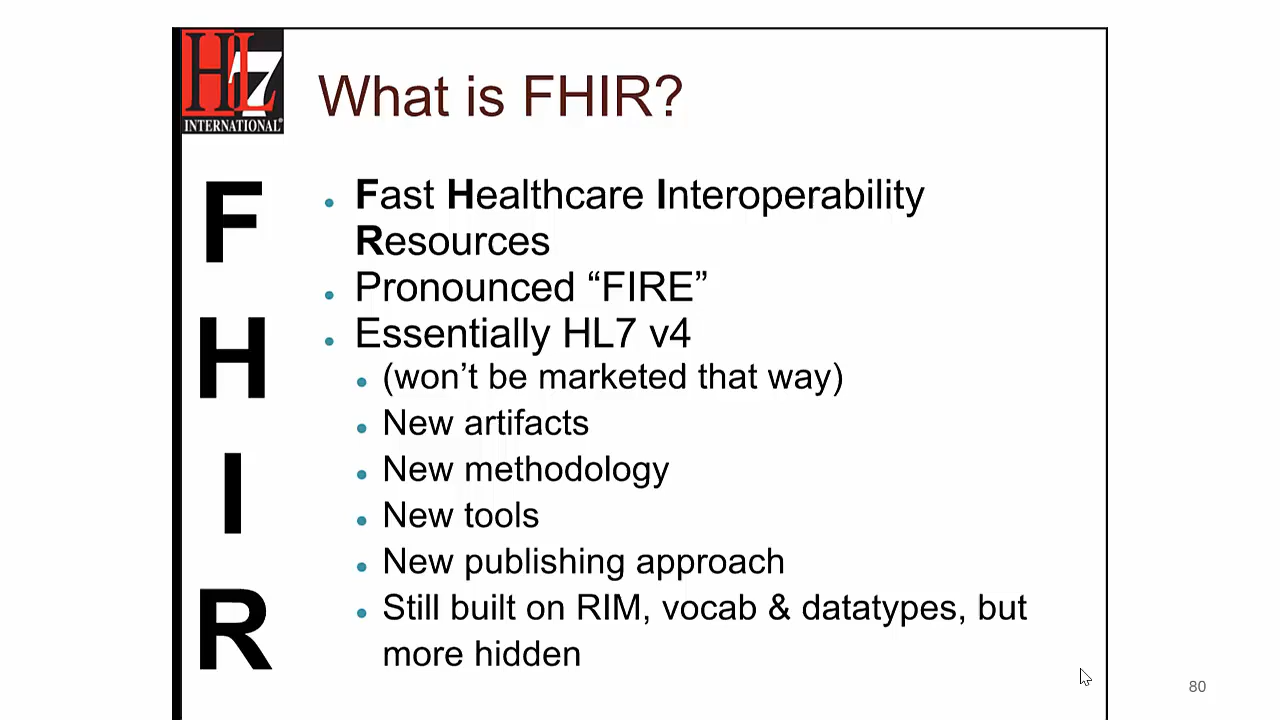 HL7
INTERNATIONAL®
What is FHIR?
F
H
I
R
Fast Healthcare Interoperability
Resources
Pronounced “FIRE”
Essentially HL7 v4
(won’t be marketed that way)
New artifacts
New methodology
New tools
New publishing approach
Still built on RIM, vocab & datatypes, but
more hidden
80